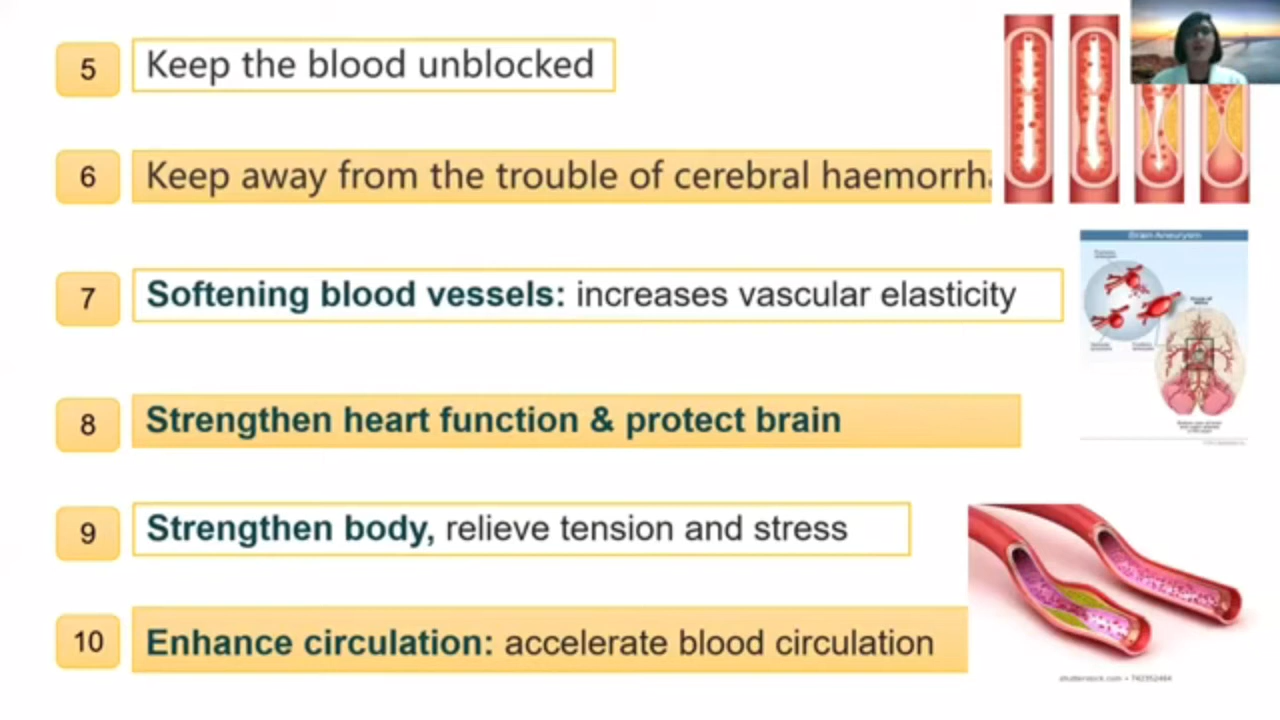 5
Keep the blood unblocked
6
Keep away from the trouble of cerebral haemorrh
7
Softening blood vessels: increases vascular elasticity
8
Strengthen heart function & protect brain
9
Strengthen body, relieve tension and stress
10
Enhance circulation: accelerate blood circulation
Brain Aneurysm
shutterstock.com • 742352464